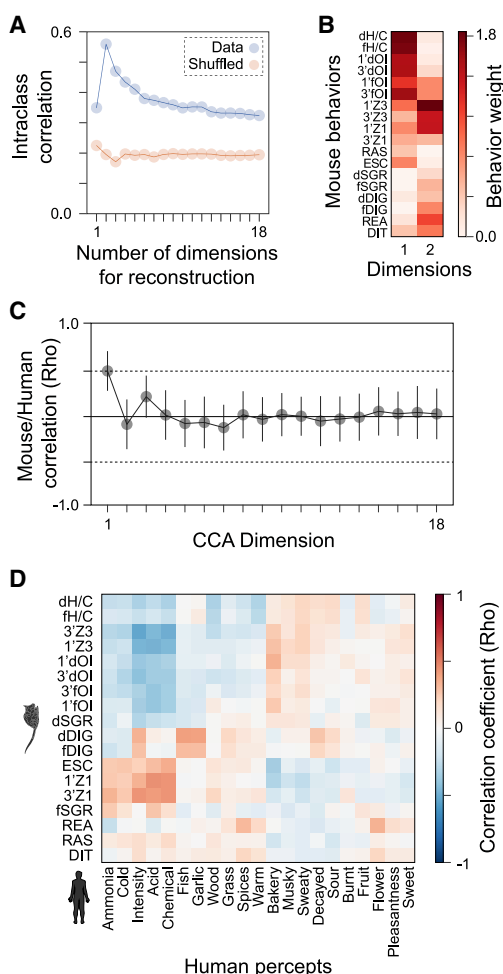 A
0.6
Data
Shuffled
Intraclass
correlation
0.0
1
18
Number of dimensions
for reconstruction
B
Mouse behaviors
dH/C
fH/C
1'dOI
3'dOI
1'fOI
3'fOI
1'Z3
3'Z3
1'Z1
3'Z1
RAS
ESC
dSGR
fSGR
dDIG
fDIG
REA
DIT
1
2
Dimensions
1.8
0.0
Behavior weight
C
1.0
Mouse/Human
correlation (Rho)
-1.0
1
18
CCA Dimension
D
dH/C
fH/C
3'Z3
1'Z3
1'dOI
3'dOI
3'fOI
1'fOI
dSGR
dDIG
fDIG
ESC
1'Z1
3'Z1
fSGR
REA
RAS
DIT
Ammonia
Cold
Intensity
Acid
Chemical
Fish
Garlic
Wood
Grass
Spices
Warm
Bakery
Musky
Sweaty
Decayed
Sour
Burnt
Fruit
Flower
Pleasantness
Sweet
Human percepts
1
0
-1
Correlation coefficient (Rho)